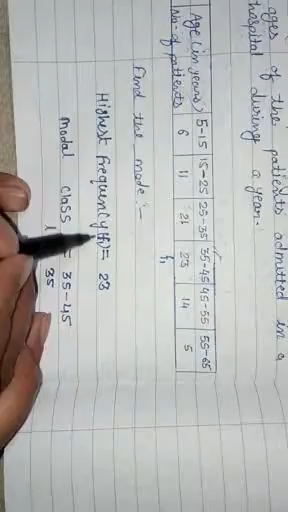 ages of the patients admitted in a
hospital during a year:
Age (in years) 5-15 15-25 25-35 35-45 45-55 55-65
No. of patients 6 11 21 23 14 5
f₁
Find the mode:-
Highest frequency (f₁) = 23
modal class = 35-45
l 35